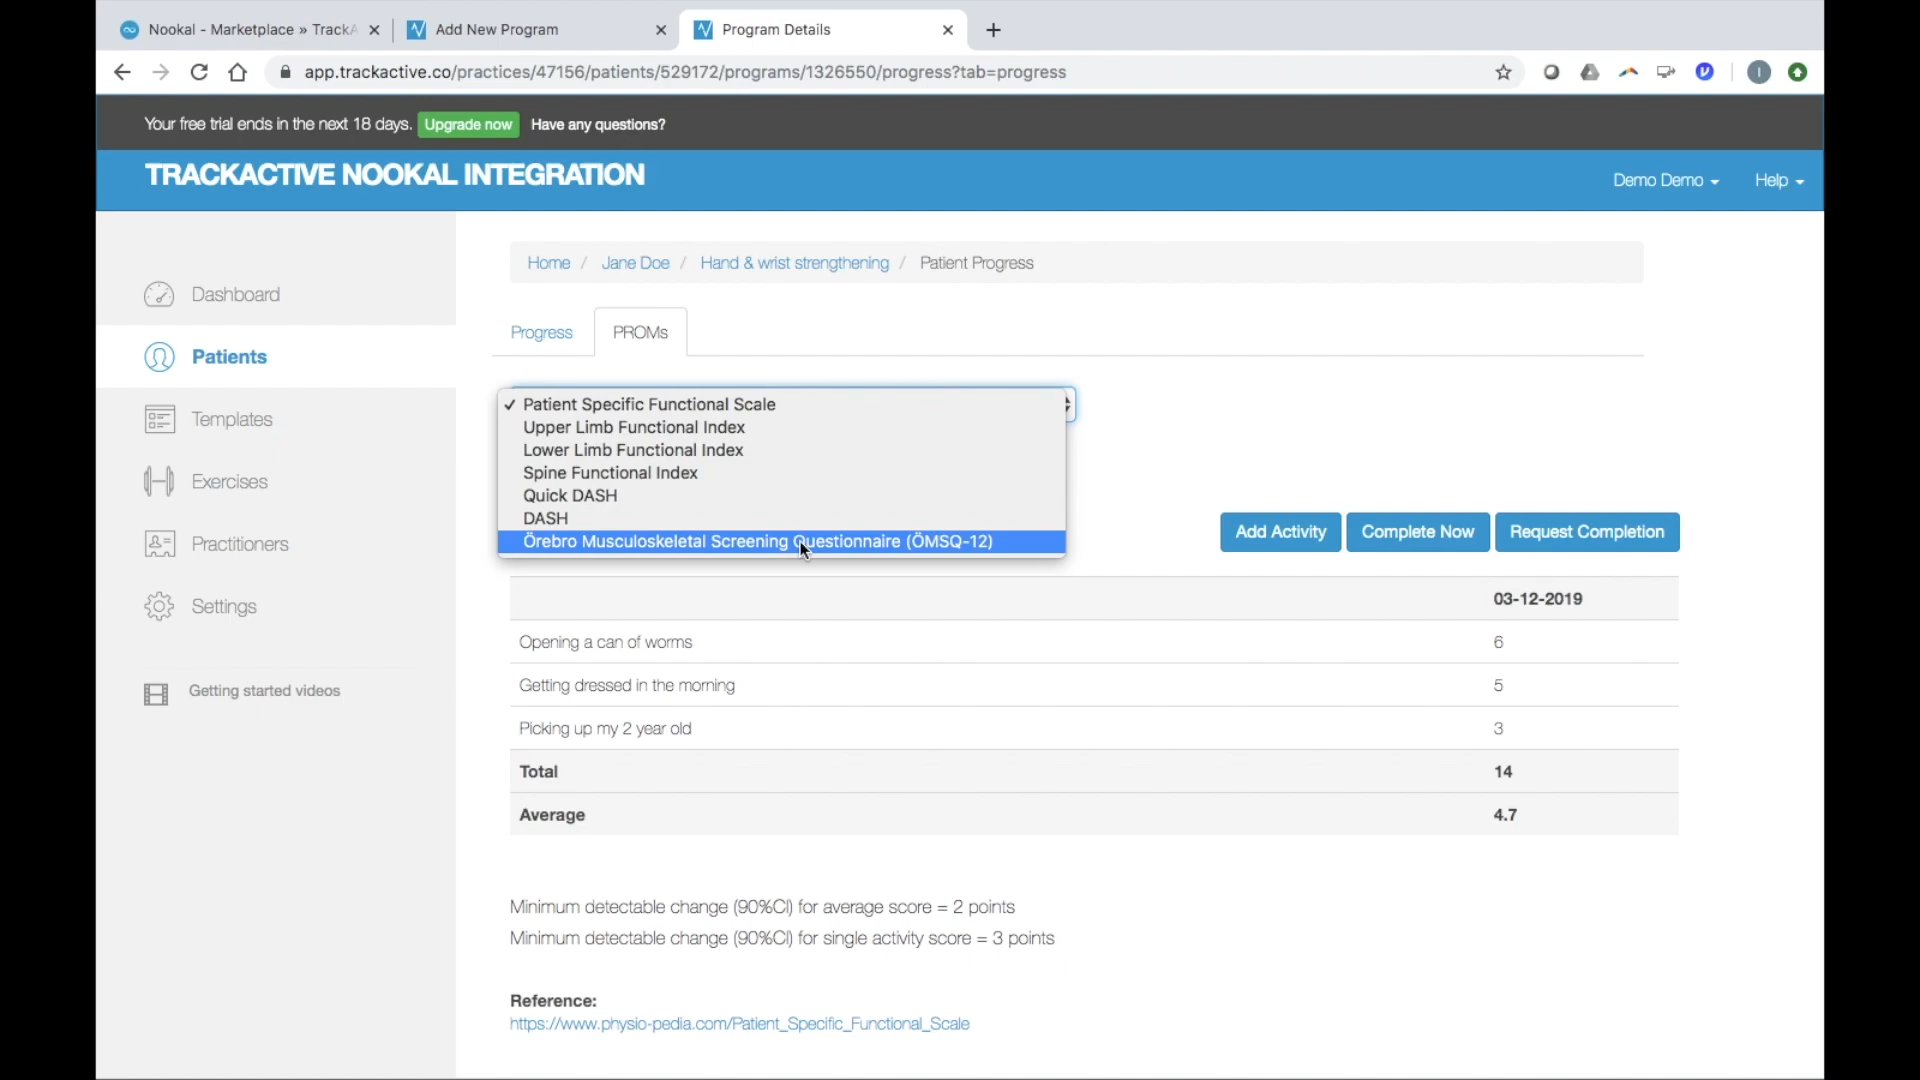 Nookal - Marketplace » TrackA
Add New Program
Program Details
app.trackactive.co/practices/47156/patients/529172/programs/1326550/progress?tab=progress
I
Your free trial ends in the next 18 days. Upgrade now Have any questions?
TRACKACTIVE NOOKAL INTEGRATION
Demo Demo
Help
Dashboard
Patients
Templates
Exercises
Practitioners
Settings
Getting started videos
Home / Jane Doe / Hand & wrist strengthening / Patient Progress
Progress
PROMs
✓ Patient Specific Functional Scale
Upper Limb Functional Index
Lower Limb Functional Index
Spine Functional Index
Quick DASH
DASH
Örebro Musculoskeletal Screening Questionnaire (ÖMSQ-12)
Add Activity
Complete Now
Request Completion
03-12-2019
Opening a can of worms 6
Getting dressed in the morning 5
Picking up my 2 year old 3
Total 14
Average 4.7
Minimum detectable change (90%CI) for average score = 2 points
Minimum detectable change (90%CI) for single activity score = 3 points
Reference:
https://www.physio-pedia.com/Patient_Specific_Functional_Scale